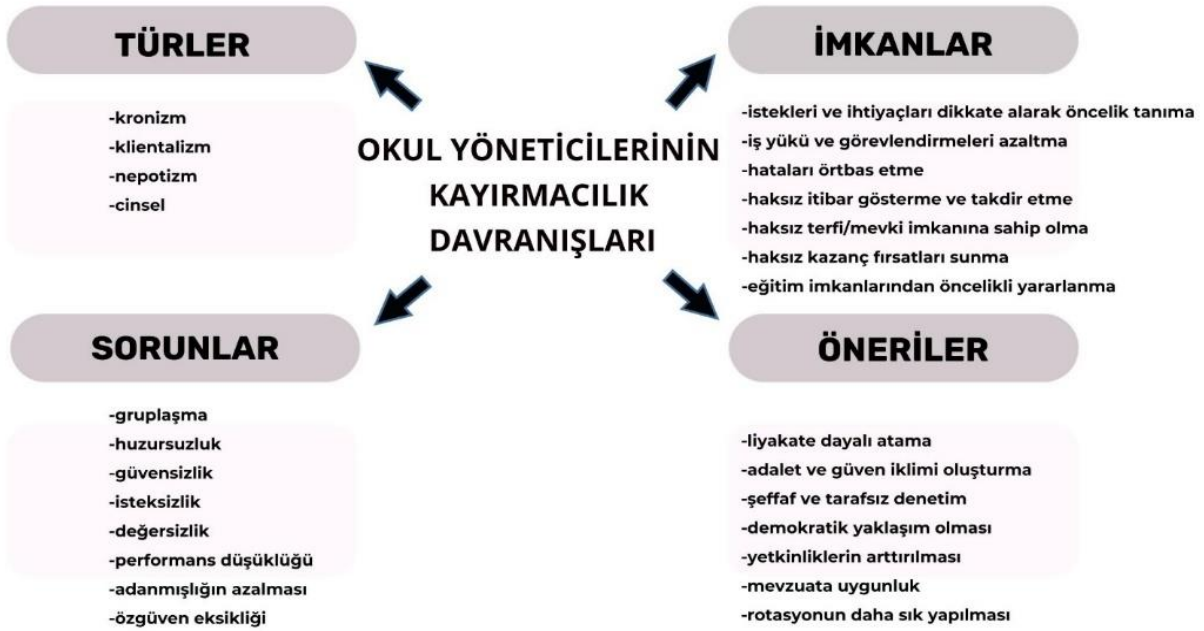 TÜRLER
-kronizm
-klientalizm
-nepotizm
-cinsel
İMKANLAR
-istekleri ve ihtiyaçları dikkate alarak öncelik tanıma
-iş yükü ve görevlendirmeleri azaltma
-hataları örtbas etme
-haksız itibar gösterme ve takdir etme
-haksız terfi/mevki imkanına sahip olma
-haksız kazanç fırsatları sunma
-eğitim imkanlarından öncelikli yararlanma
OKUL YÖNETİCİLERİNİN
KAYIRMACILIK
DAVRANIŞLARI
SORUNLAR
-gruplaşma
-huzursuzluk
-güvensizlik
-isteksizlik
-değersizlik
-performans düşüklüğü
-adanmışlığın azalması
-özgüven eksikliği
ÖNERİLER
-liyakate dayalı atama
-adalet ve güven iklimi oluşturma
-şeffaf ve tarafsız denetim
-demokratik yaklaşım olması
-yetkinliklerin arttırılması
-mevzuata uygunluk
-rotasyonun daha sık yapılması